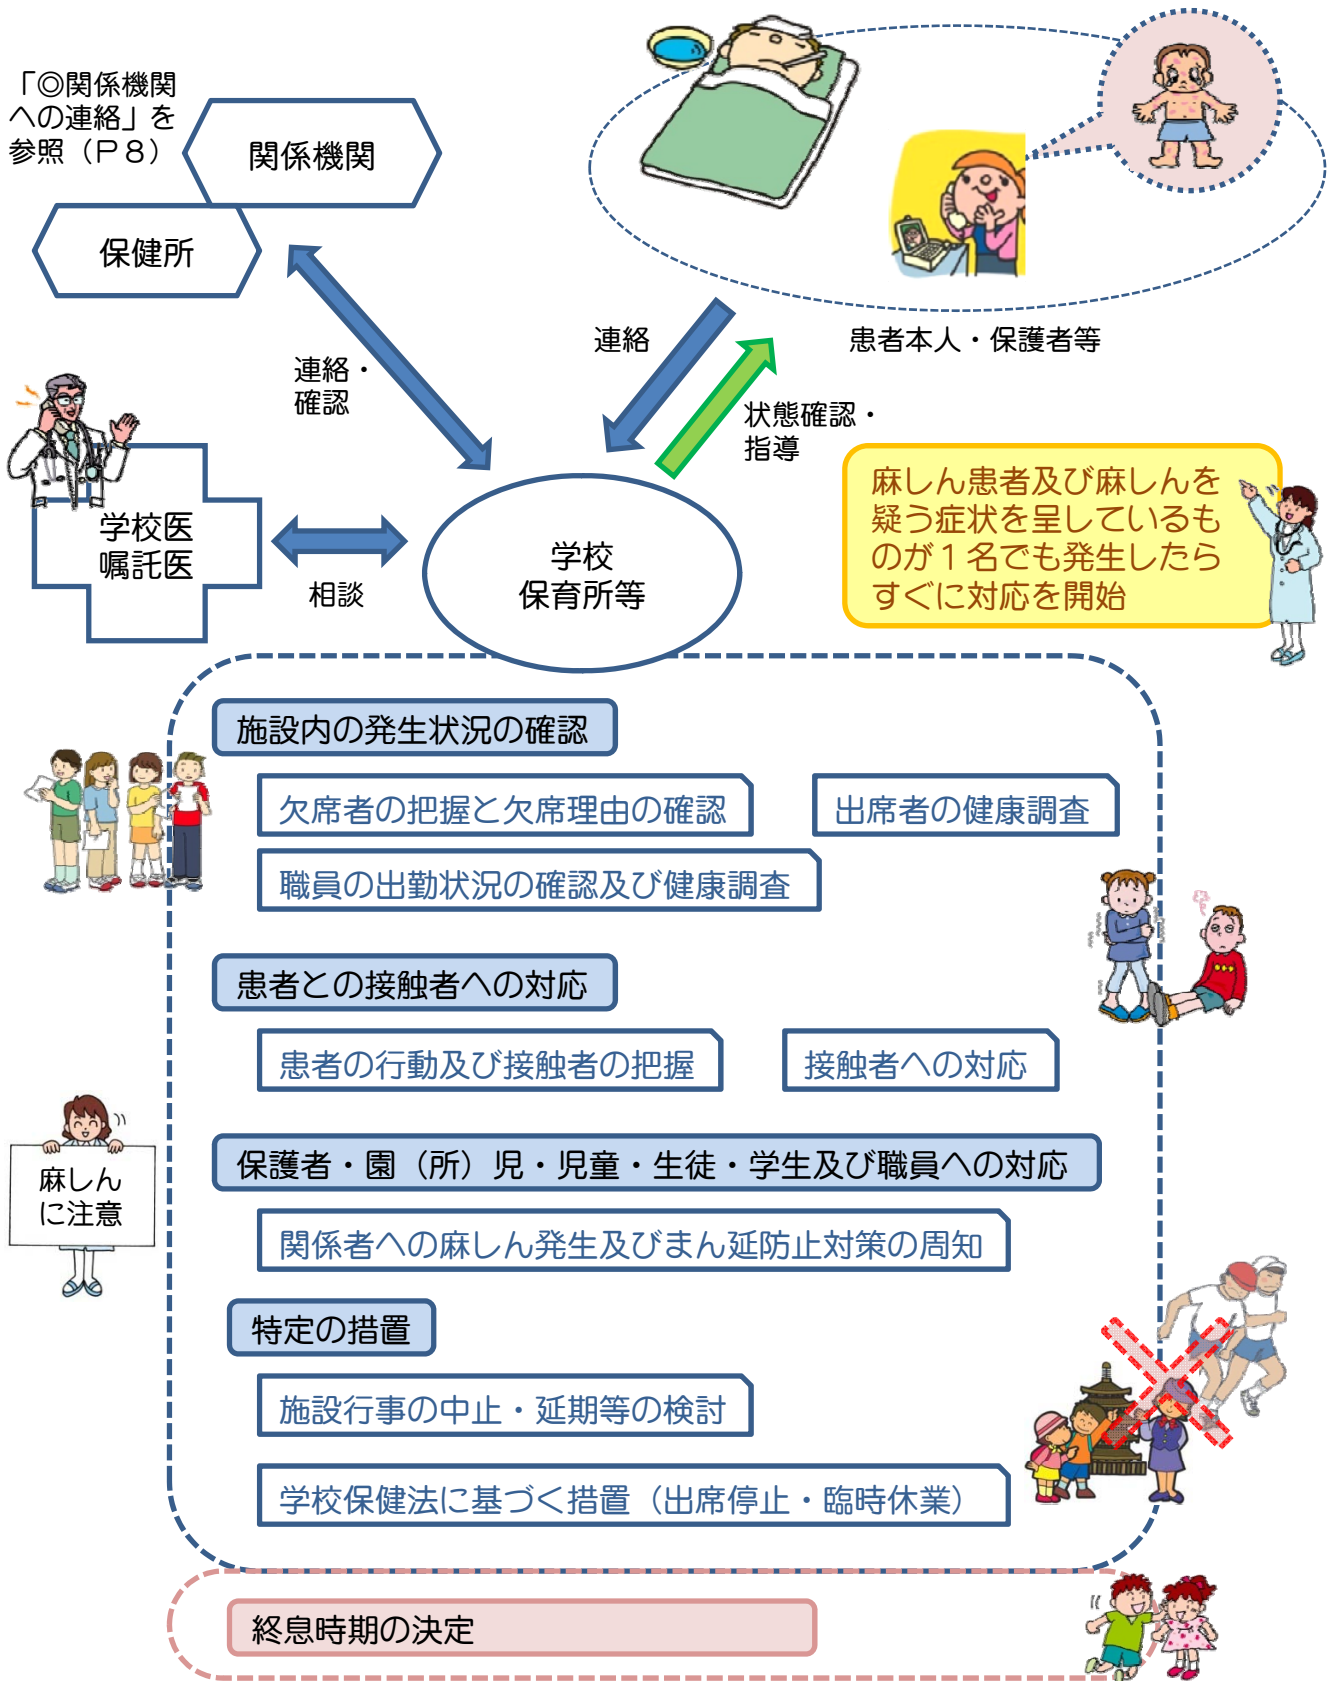 「◎関係機関
への連絡」を
参照（Ｐ８）
関係機関
保健所
連絡・
確認
連絡
患者本人・保護者等
状態確認・
指導
学校医
嘱託医
相談
学校
保育所等
麻しん患者及び麻しんを
疑う症状を呈しているも
のが１名でも発生したら
すぐに対応を開始
施設内の発生状況の確認
欠席者の把握と欠席理由の確認
出席者の健康調査
職員の出勤状況の確認及び健康調査
患者との接触者への対応
患者の行動及び接触者の把握
接触者への対応
保護者・園（所）児・児童・生徒・学生及び職員への対応
麻しん
に注意
関係者への麻しん発生及びまん延防止対策の周知
特定の措置
施設行事の中止・延期等の検討
学校保健法に基づく措置（出席停止・臨時休業）
終息時期の決定